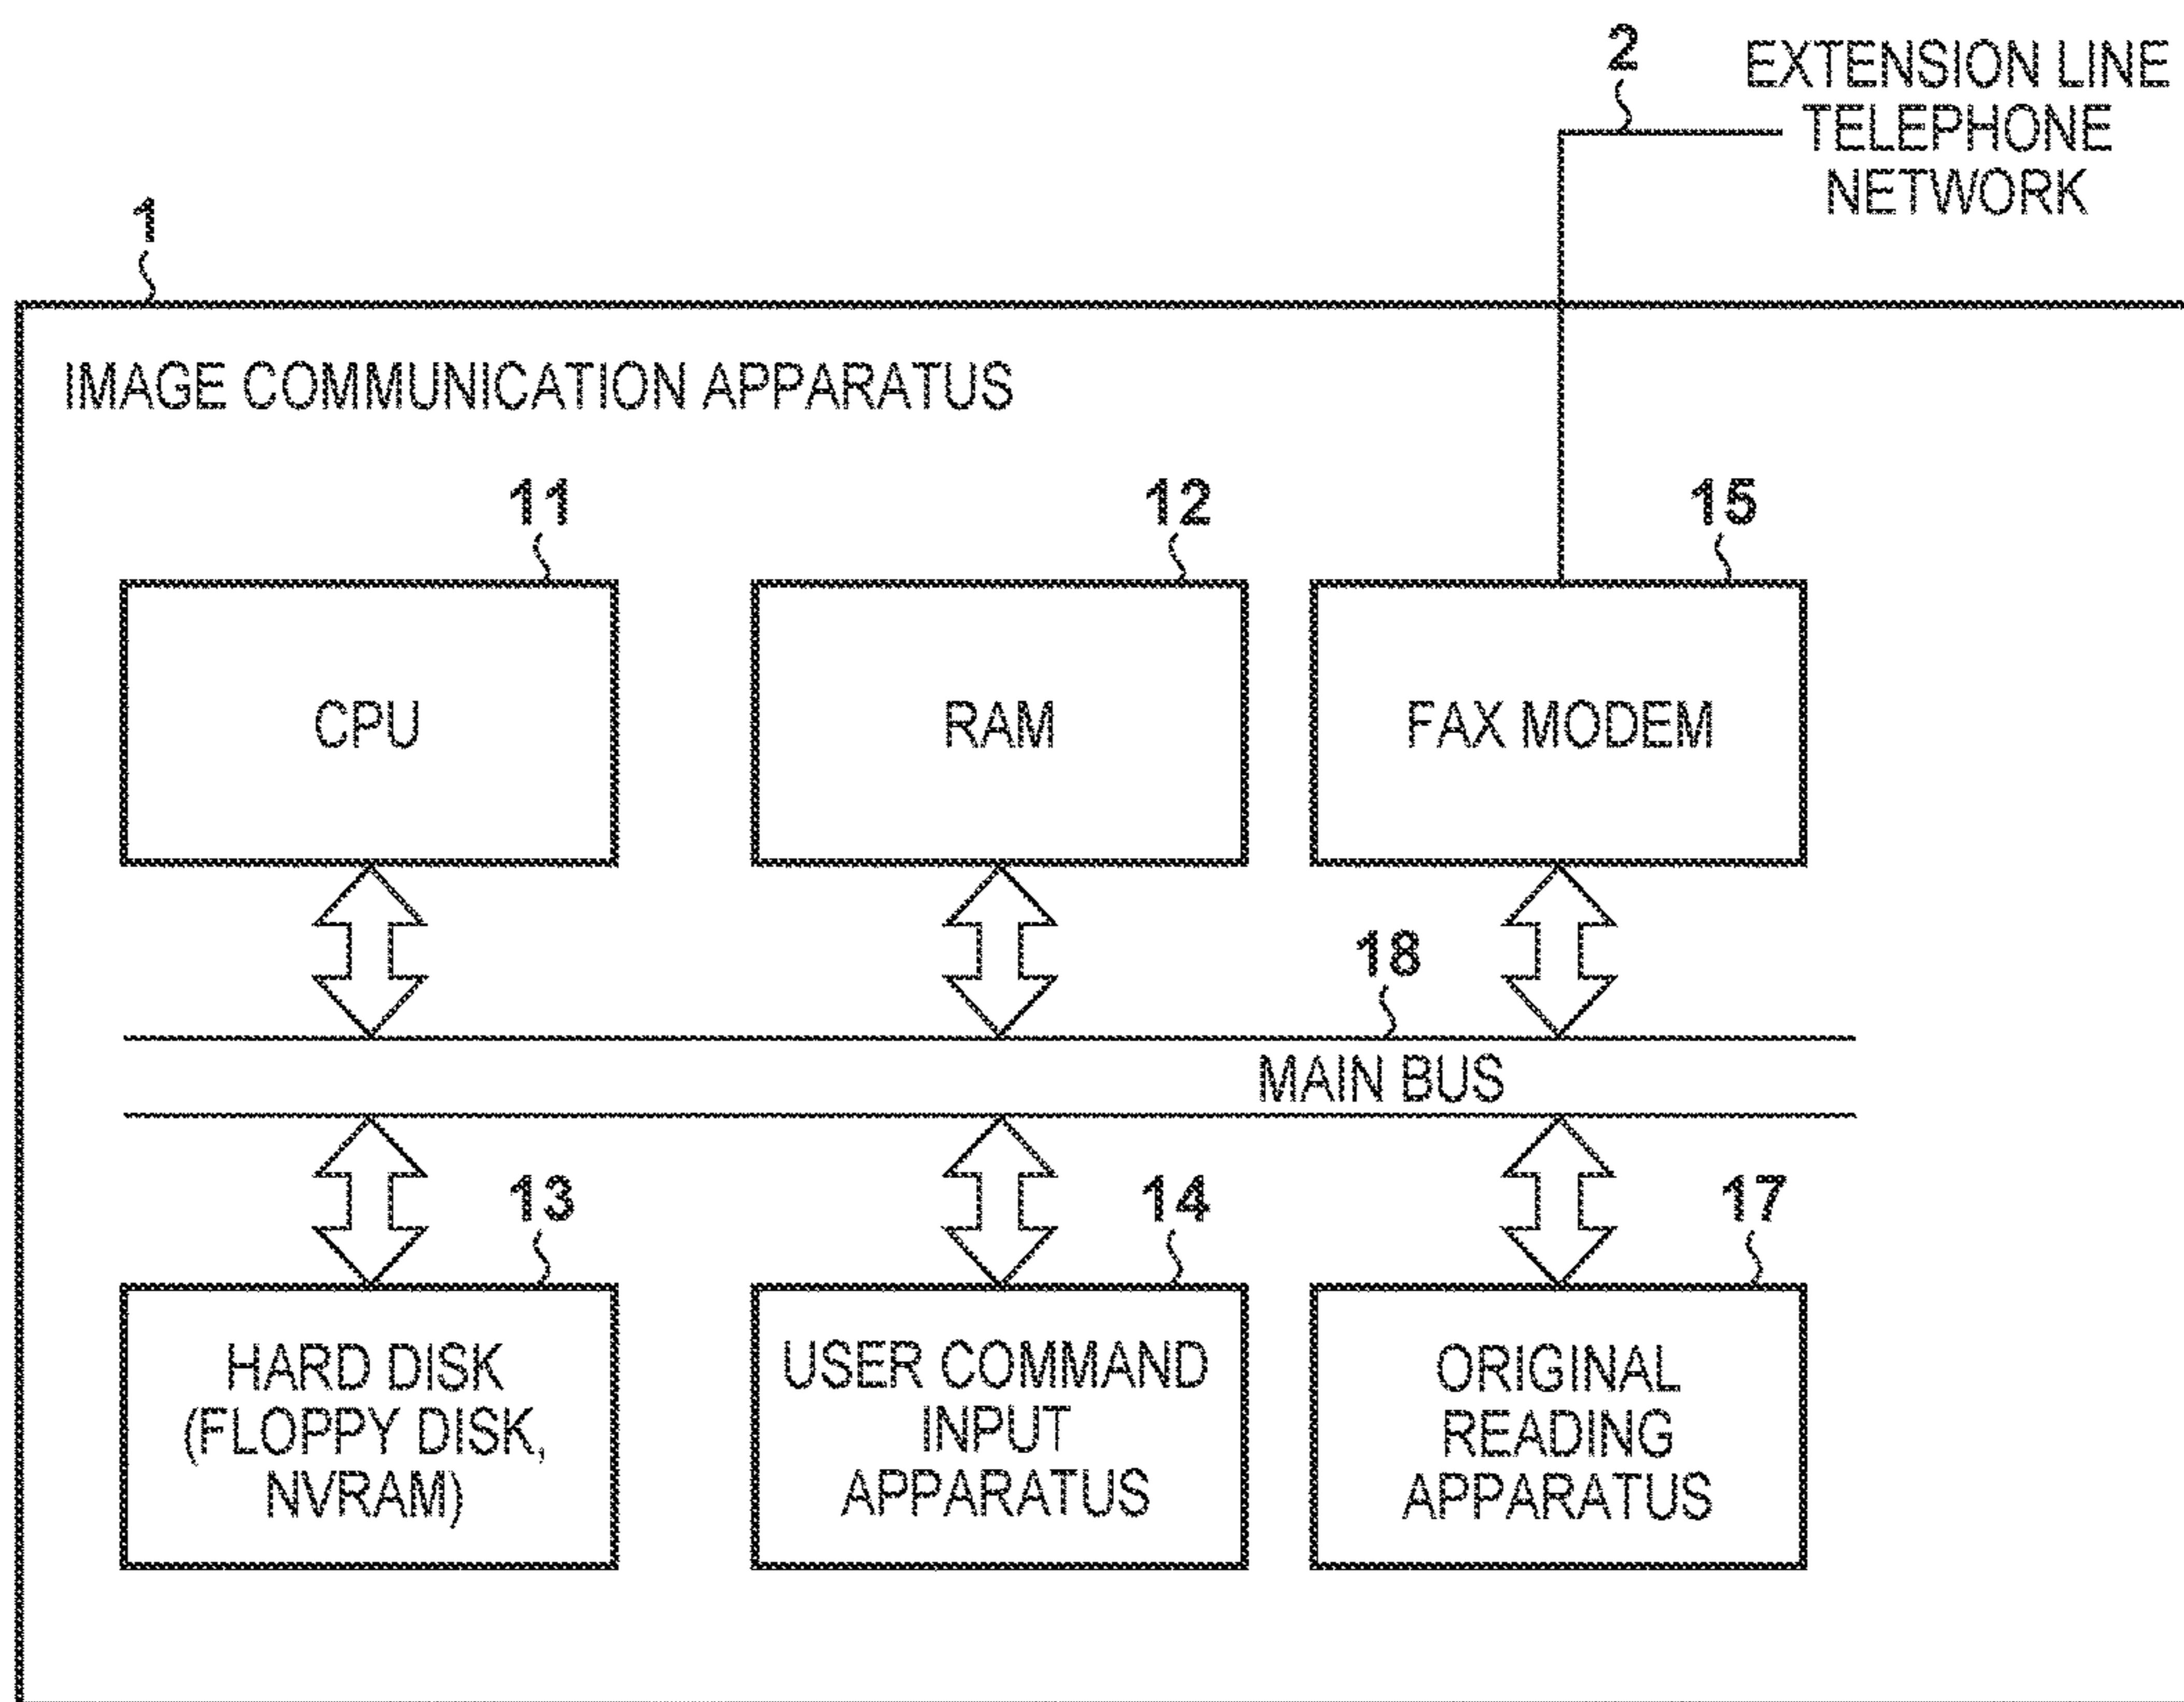 2
EXTENSION LINE
TELEPHONE
NETWORK
1
IMAGE COMMUNICATION APPARATUS
11
12
15
CPU
RAM
FAX MODEM
18
MAIN BUS
13
14
17
HARD DISK
(FLOPPY DISK,
NVRAM)
USER COMMAND
INPUT
APPARATUS
ORIGINAL
READING
APPARATUS